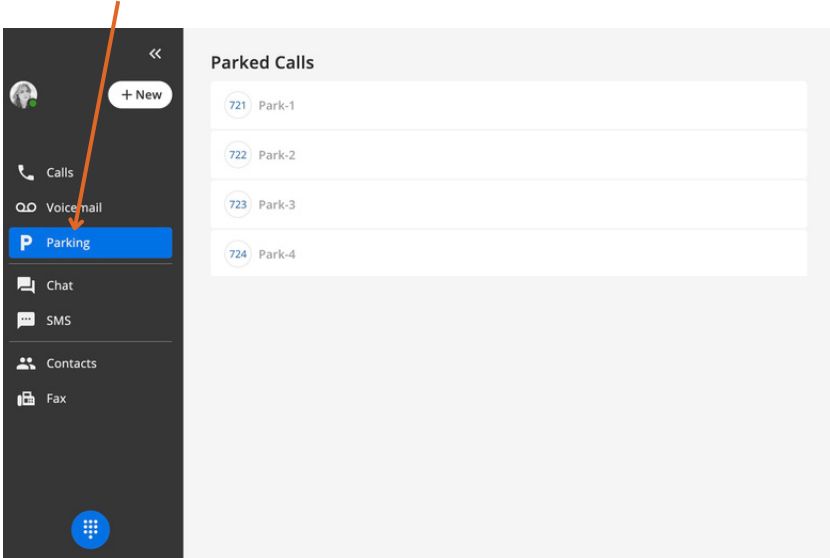 + New
Calls
Voicemail
P Parking
Chat
SMS
Contacts
Fax
Parked Calls
721 Park-1
722 Park-2
723 Park-3
724 Park-4